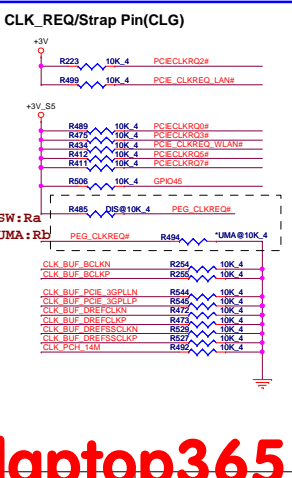 CLK_REQ/Strap Pin(CLG)
+3V
R223 10K_4 PCIECLKRQ2#
R499 10K_4 PCIE_CLKREQ_LAN#
+3V_S5
R489 10K_4 PCIECLKRQ0#
R475 10K_4 PCIECLKRQ3#
R434 10K_4 PCIE_CLKREQ_WLAN#
R412 10K_4 PCIECLKRQ5#
R411 10K_4 PCIECLKRQ7#
R506 10K_4 GPIO45
SW:Ra R485 DIS@10K_4 PEG_CLKREQ#
UMA:Rb PEG_CLKREQ# R494 *UMA@10K_4
CLK_BUF_BCLKN R254 10K_4
CLK_BUF_BCLKP R255 10K_4
CLK_BUF_PCIE_3GPLLN R544 10K_4
CLK_BUF_PCIE_3GPLLP R545 10K_4
CLK_BUF_DREFCLKN R472 10K_4
CLK_BUF_DREFCLKP R473 10K_4
CLK_BUF_DREFSSCLKN R529 10K_4
CLK_BUF_DREFSSCLKP R527 10K_4
CLK_PCH_14M R492 10K_4
laptop365